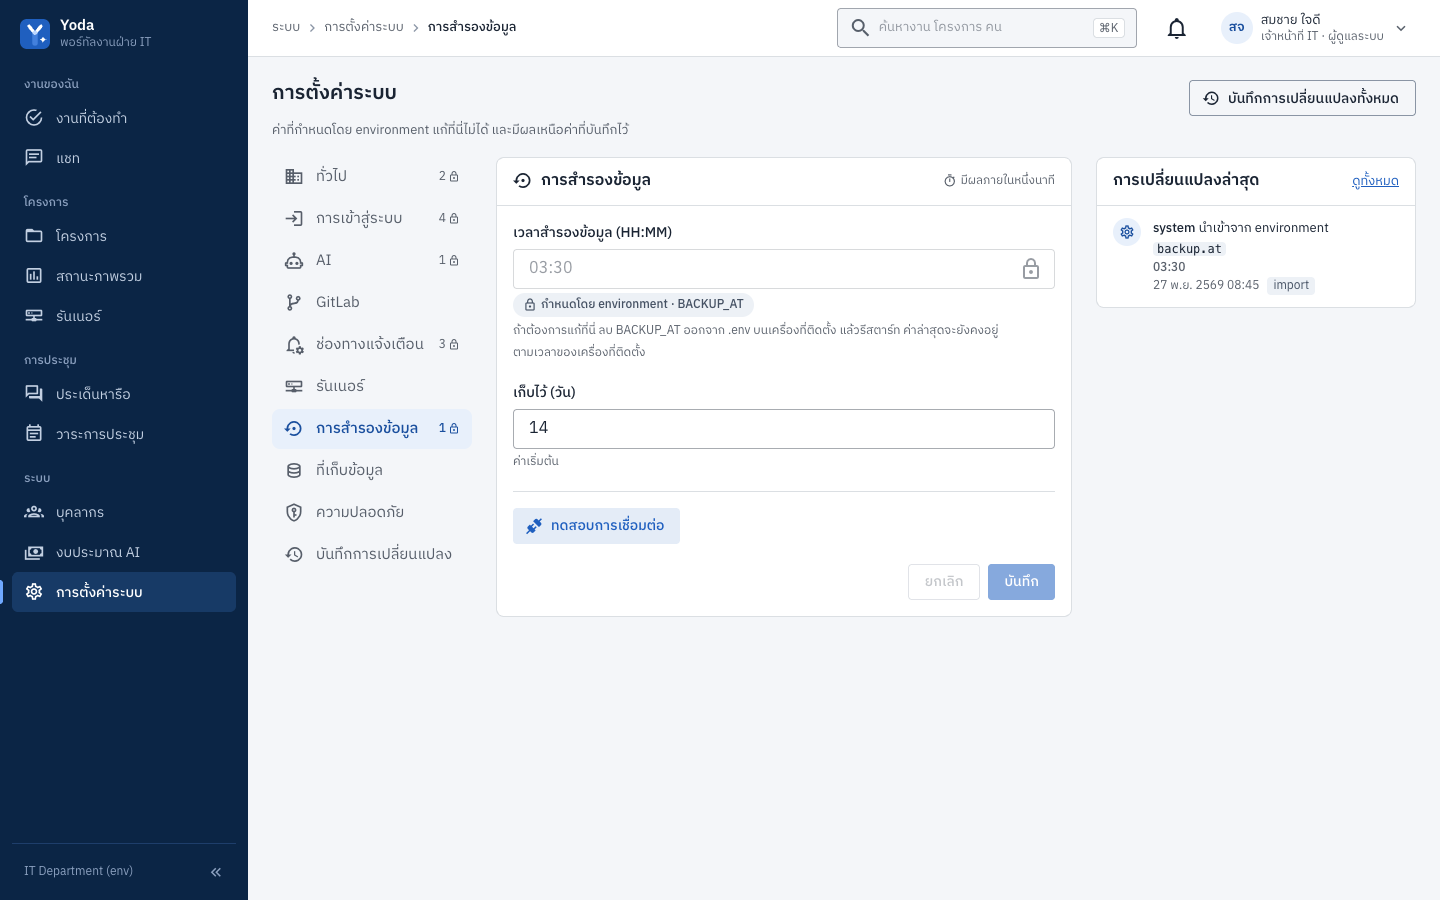 Yoda
พอร์ทัลงานฝ่าย IT
งานของฉัน
งานที่ต้องทำ
แชท
โครงการ
โครงการ
สถานะภาพรวม
รันเนอร์
การประชุม
ประเด็นหารือ
วาระการประชุม
ระบบ
บุคลากร
งบประมาณ AI
การตั้งค่าระบบ
IT Department (env)
ระบบ > การตั้งค่าระบบ > การสำรองข้อมูล
ค้นหางาน โครงการ คน ⌘K
สจ
สมชาย ใจดี
เจ้าหน้าที่ IT · ผู้ดูแลระบบ
การตั้งค่าระบบ
บันทึกการเปลี่ยนแปลงทั้งหมด
ค่าที่กำหนดโดย environment แก้ที่นี่ไม่ได้ และมีผลเหนือค่าที่บันทึกไว้
ทั่วไป 2
การเข้าสู่ระบบ 4
AI 1
GitLab
ช่องทางแจ้งเตือน 3
รันเนอร์
การสำรองข้อมูล 1
ที่เก็บข้อมูล
ความปลอดภัย
บันทึกการเปลี่ยนแปลง
การสำรองข้อมูล
มีผลภายในหนึ่งนาที
เวลาสำรองข้อมูล (HH:MM)
03:30
กำหนดโดย environment · BACKUP_AT
ถ้าต้องการแก้ที่นี่ ลบ BACKUP_AT ออกจาก .env บนเครื่องที่ติดตั้ง แล้วรีสตาร์ท ค่าล่าสุดจะยังคงอยู่
ตามเวลาของเครื่องที่ติดตั้ง
เก็บไว้ (วัน)
14
ค่าเริ่มต้น
ทดสอบการเชื่อมต่อ
ยกเลิก
บันทึก
การเปลี่ยนแปลงล่าสุด
ดูทั้งหมด
system นำเข้าจาก environment
backup.at
03:30
27 พ.ย. 2569 08:45 import